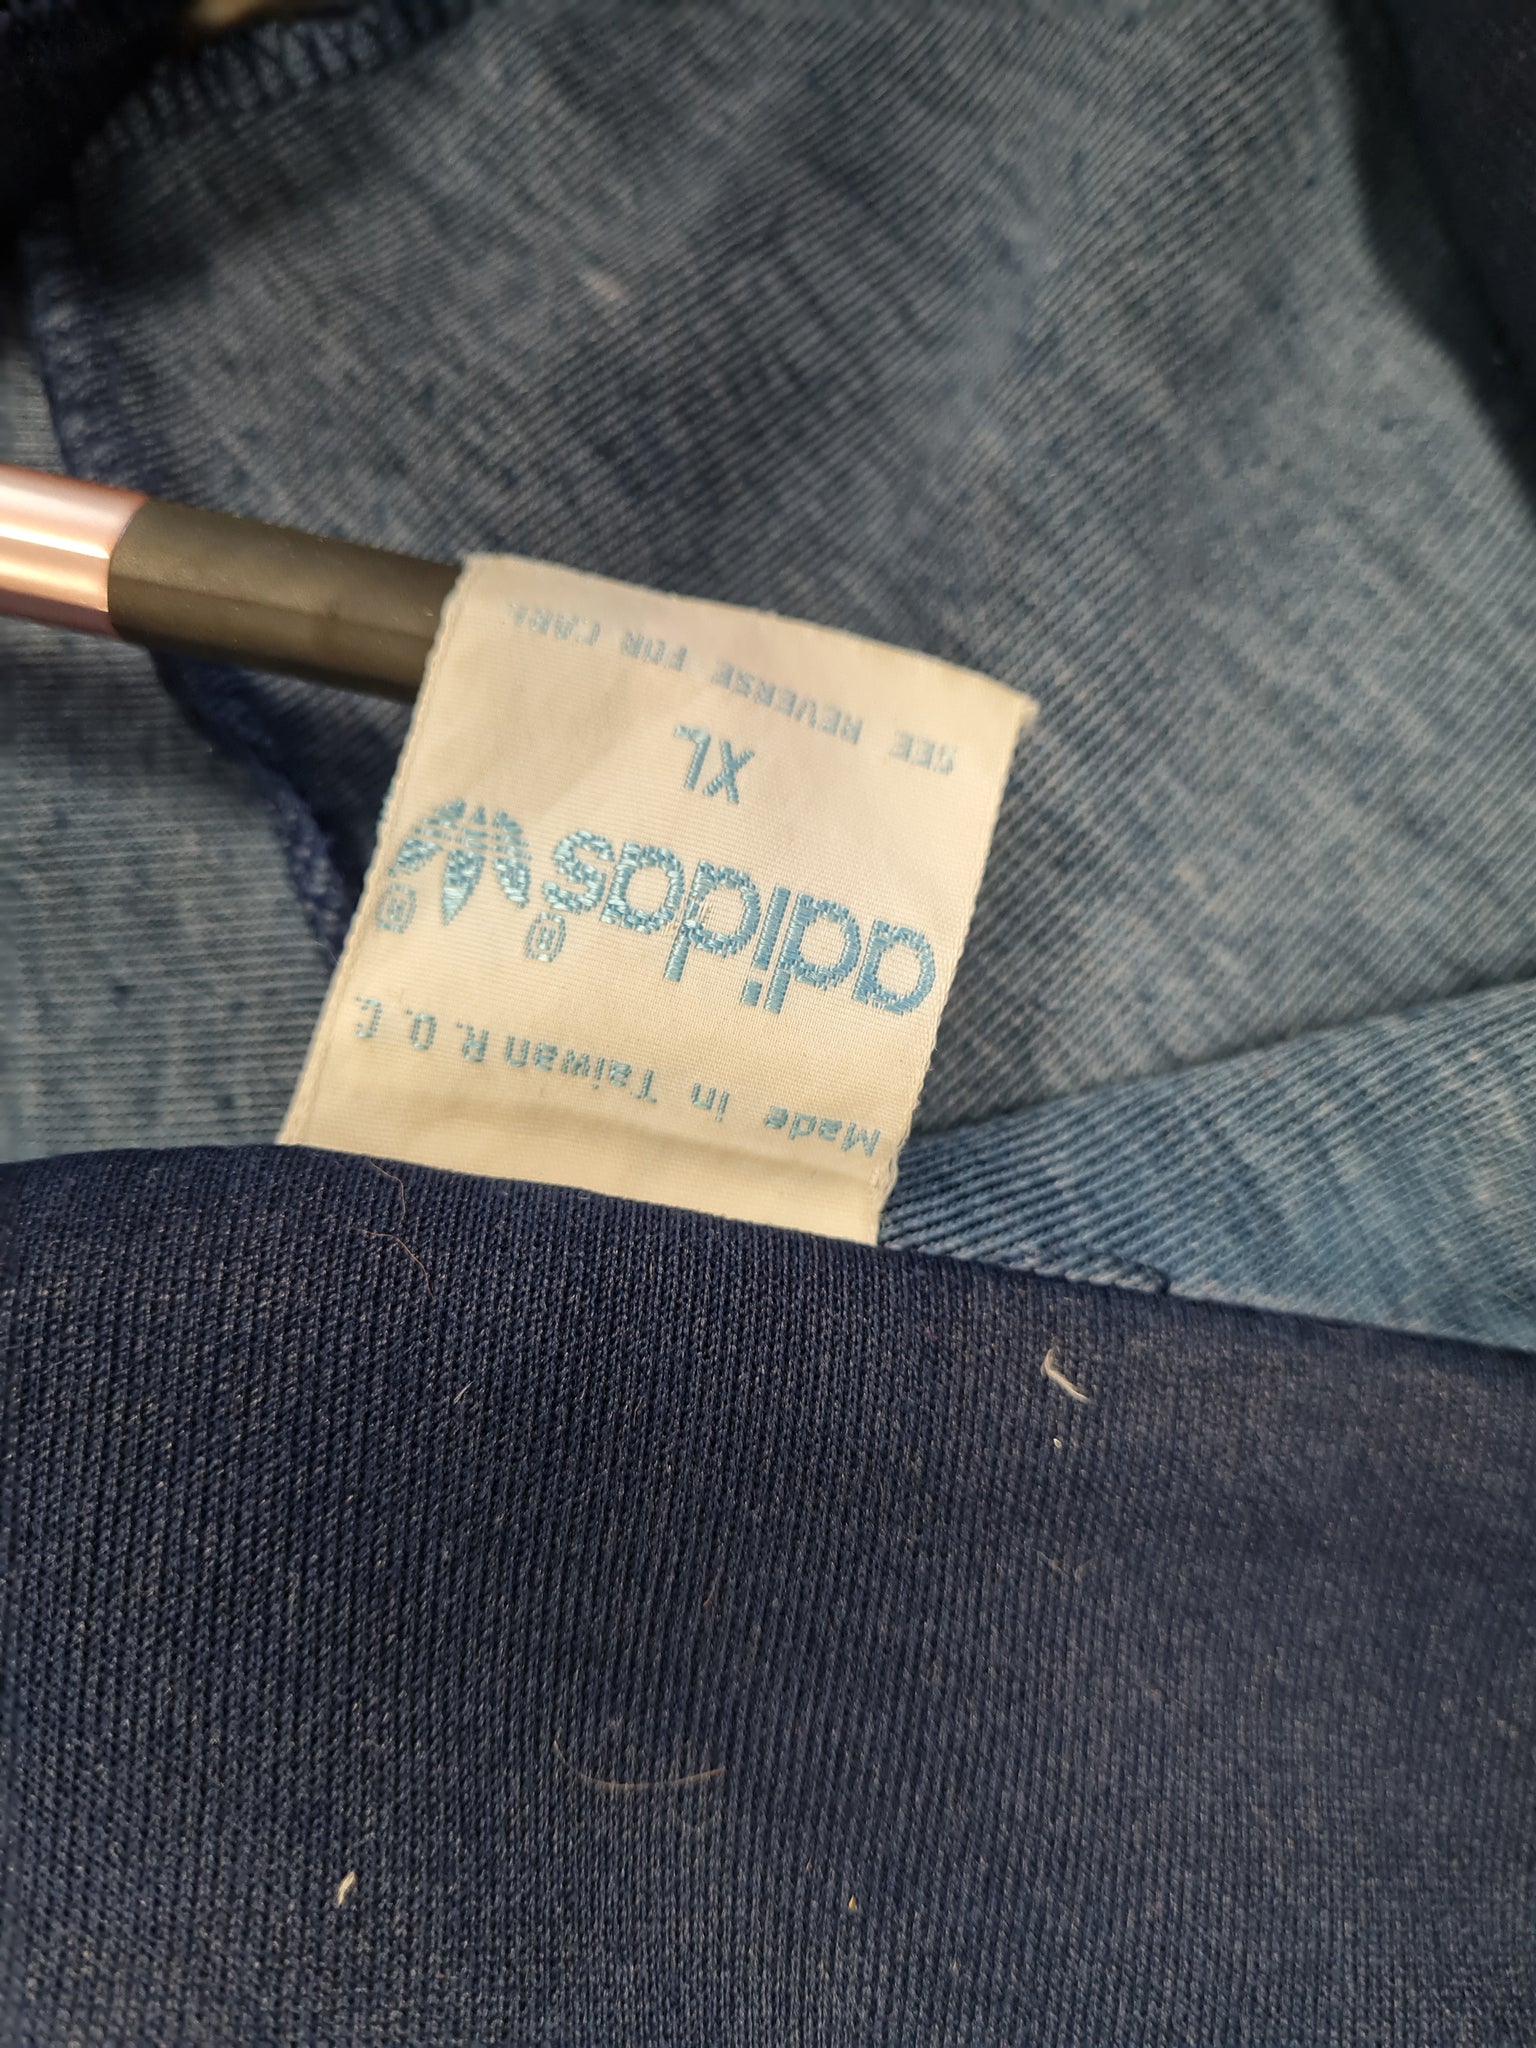 Made in Taiwan R.O.C.
adidas®
®
XL
SEE REVERSE FOR CARE